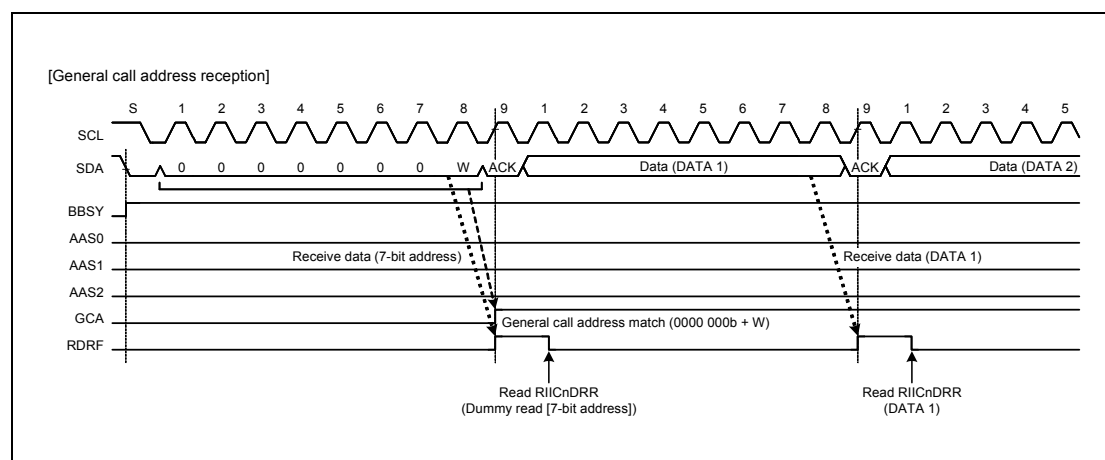 [General call address reception]
S 1 2 3 4 5 6 7 8 9 1 2 3 4 5 6 7 8 9 1 2 3 4 5
SCL
SDA 0 0 0 0 0 0 0 W ACK Data (DATA 1) ACK Data (DATA 2)
BBSY
AAS0
AAS1 Receive data (7-bit address) Receive data (DATA 1)
AAS2
GCA General call address match (0000 000b + W)
RDRF
Read RIICnDRR Read RIICnDRR
(Dummy read [7-bit address]) (DATA 1)